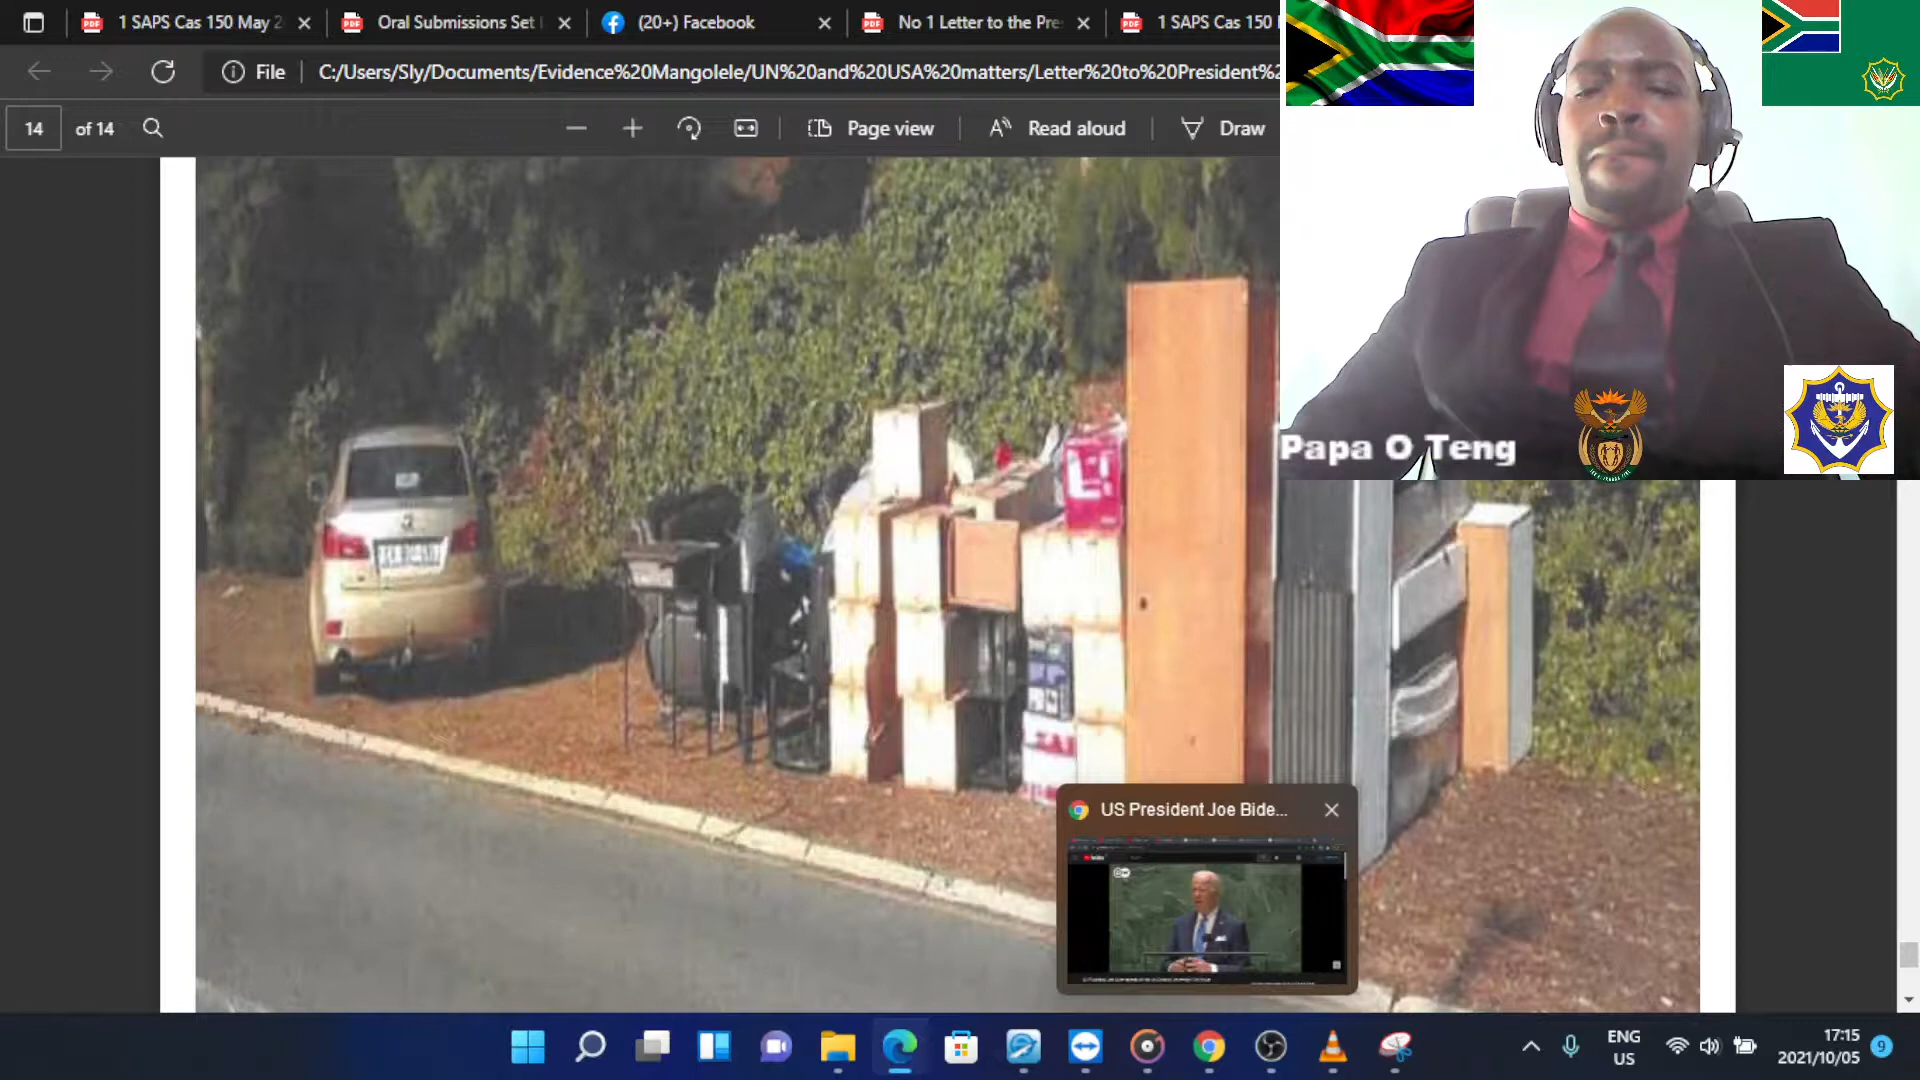 1 SAPS Cas 150 May 2
Oral Submissions Set
(20+) Facebook
No 1 Letter to the Pre
1 SAPS Cas 150
File
C:/Users/Sly/Documents/Evidence%20Mangolele/UN%20and%20USA%20matters/Letter%20to%20President%
14 of 14
Page view
Read aloud
Draw
Papa O Teng
US President Joe Bide...
ENG
US
17:15
2021/10/05
9